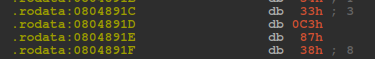 .rodata:0804891C db 33h ; 3
.rodata:0804891D db 0C3h
.rodata:0804891E db 87h
.rodata:0804891F db 38h ; 8